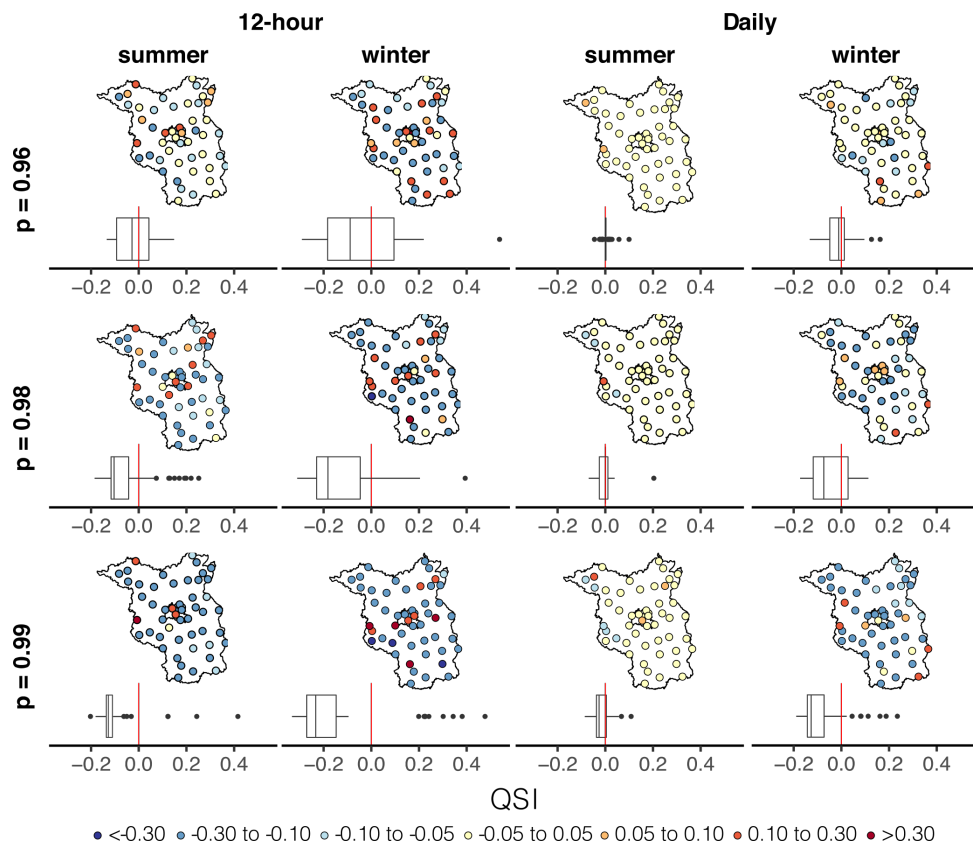 12-hour Daily
summer winter summer winter
p = 0.96
−0.2 0.0 0.2 0.4 −0.2 0.0 0.2 0.4 −0.2 0.0 0.2 0.4 −0.2 0.0 0.2 0.4
p = 0.98
−0.2 0.0 0.2 0.4 −0.2 0.0 0.2 0.4 −0.2 0.0 0.2 0.4 −0.2 0.0 0.2 0.4
p = 0.99
−0.2 0.0 0.2 0.4 −0.2 0.0 0.2 0.4 −0.2 0.0 0.2 0.4 −0.2 0.0 0.2 0.4
QSI
<-0.30 -0.30 to -0.10 -0.10 to -0.05 -0.05 to 0.05 0.05 to 0.10 0.10 to 0.30 >0.30